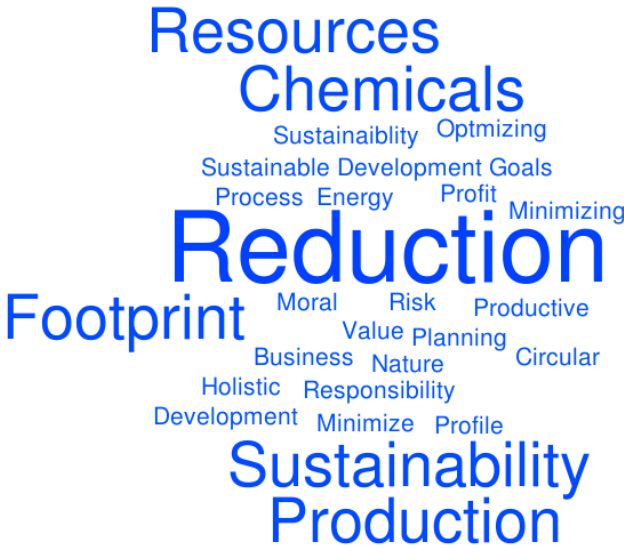 Resources
Chemicals
Sustainaiblity Optmizing
Sustainable Development Goals
Process Energy Profit
Minimizing
Reduction
Footprint Moral Risk Productive
Value Planning
Business Nature Circular
Holistic Responsibility
Development Minimize Profile
Sustainability
Production